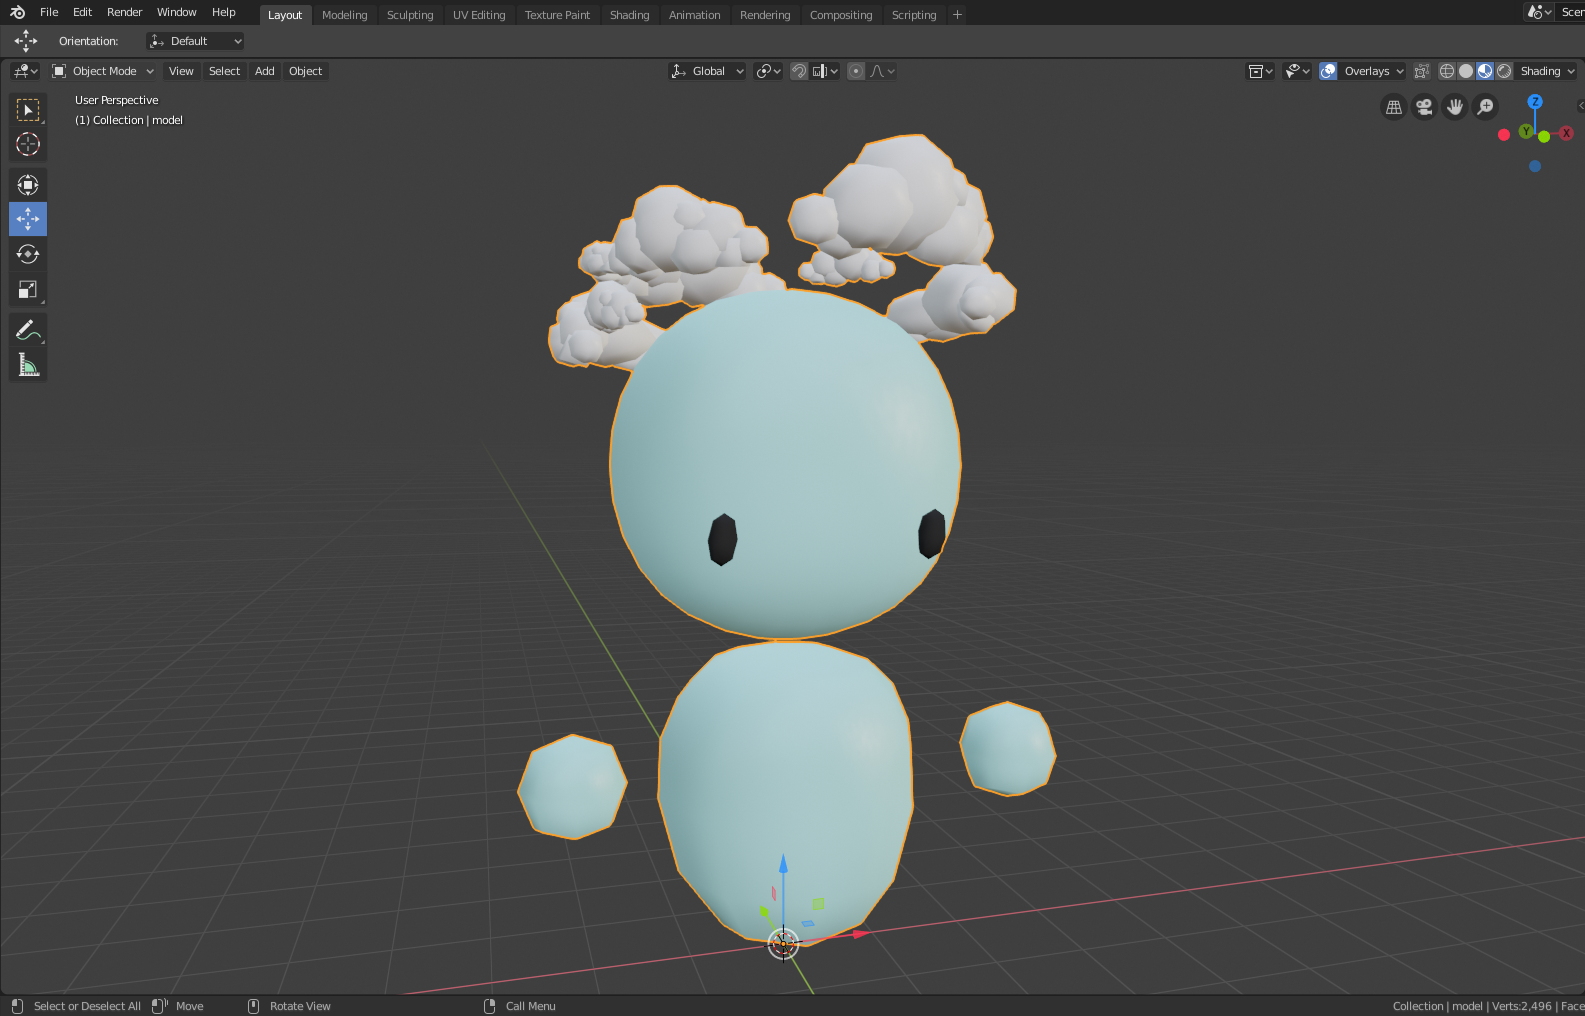 File Edit Render Window Help Layout Modeling Sculpting UV Editing Texture Paint Shading Animation Rendering Compositing Scripting + Scen
Orientation: Default
Object Mode View Select Add Object Global Overlays Shading
User Perspective
(1) Collection | model
Z
Y X
Select or Deselect All Move Rotate View Call Menu Collection | model | Verts:2,496 | Face